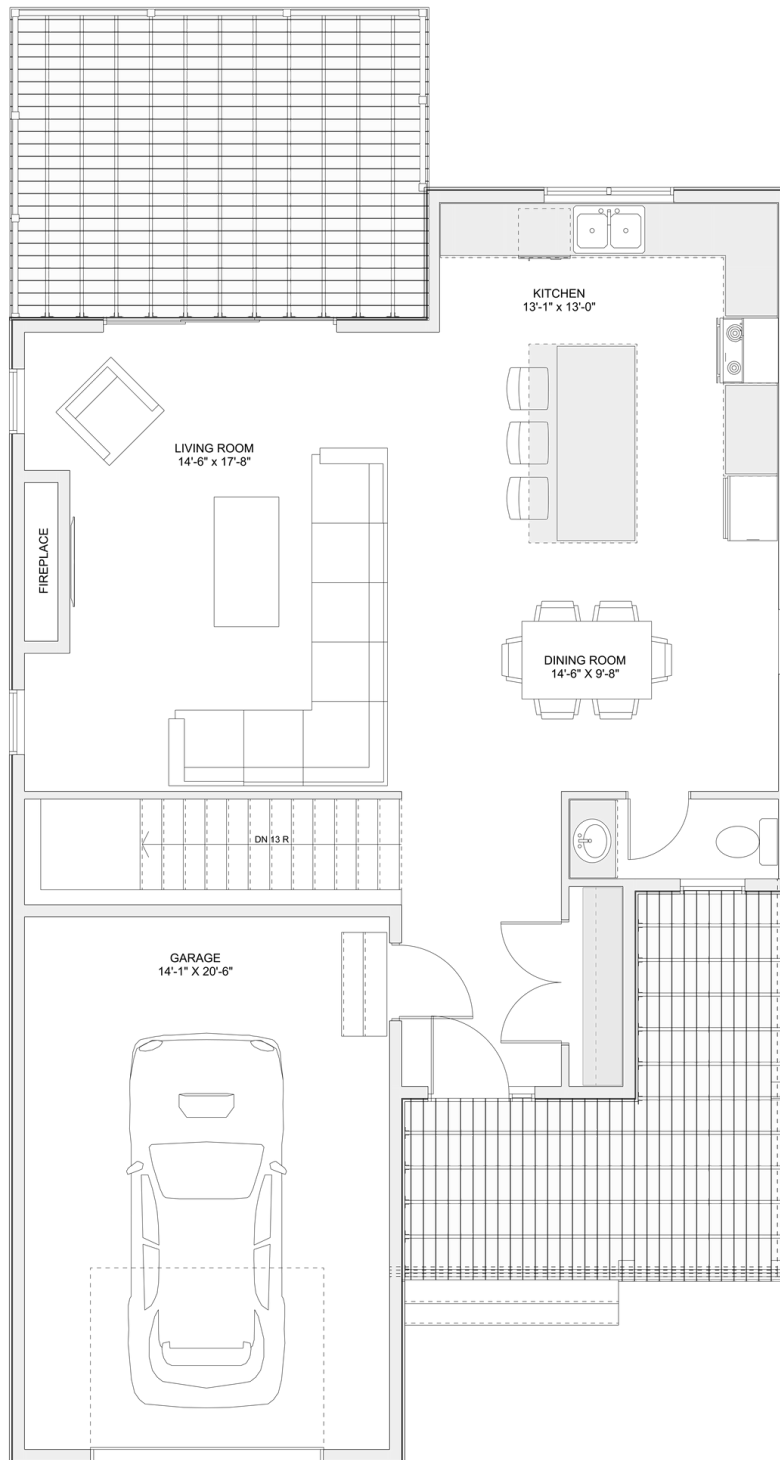 KITCHEN
13'-1" x 13'-0"
LIVING ROOM
14'-6" x 17'-8"
FIREPLACE
DINING ROOM
14'-6" X 9'-8"
DN 13 R
GARAGE
14'-1" X 20'-6"